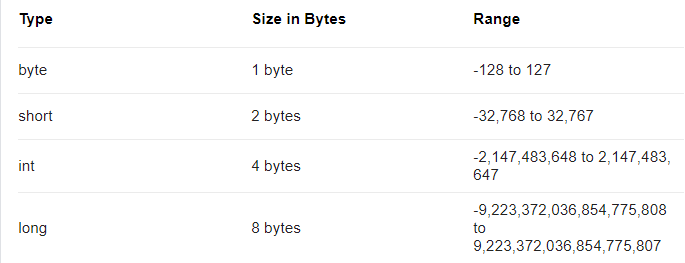 Type Size in Bytes Range
byte 1 byte -128 to 127
short 2 bytes -32,768 to 32,767
int 4 bytes -2,147,483,648 to 2,147,483,
647
long 8 bytes -9,223,372,036,854,775,808
to
9,223,372,036,854,775,807